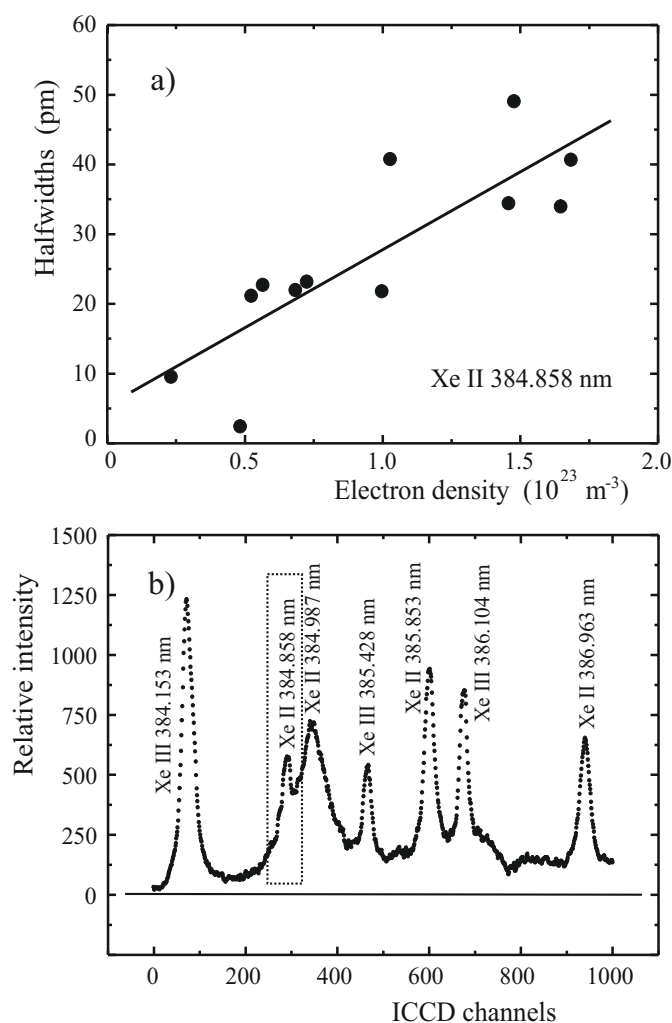 60
50
40
30
20
10
0
Halfwidths (pm)
a)
Xe II 384.858 nm
0
0.5
1.0
1.5
2.0
Electron density (10²³ m⁻³)
1500
1250
1000
750
500
250
0
Relative intensity
b)
Xe III 384.153 nm
Xe II 384.858 nm
Xe II 384.987 nm
Xe III 385.428 nm
Xe II 385.853 nm
Xe III 386.104 nm
Xe II 386.963 nm
0
200
400
600
800
1000
ICCD channels